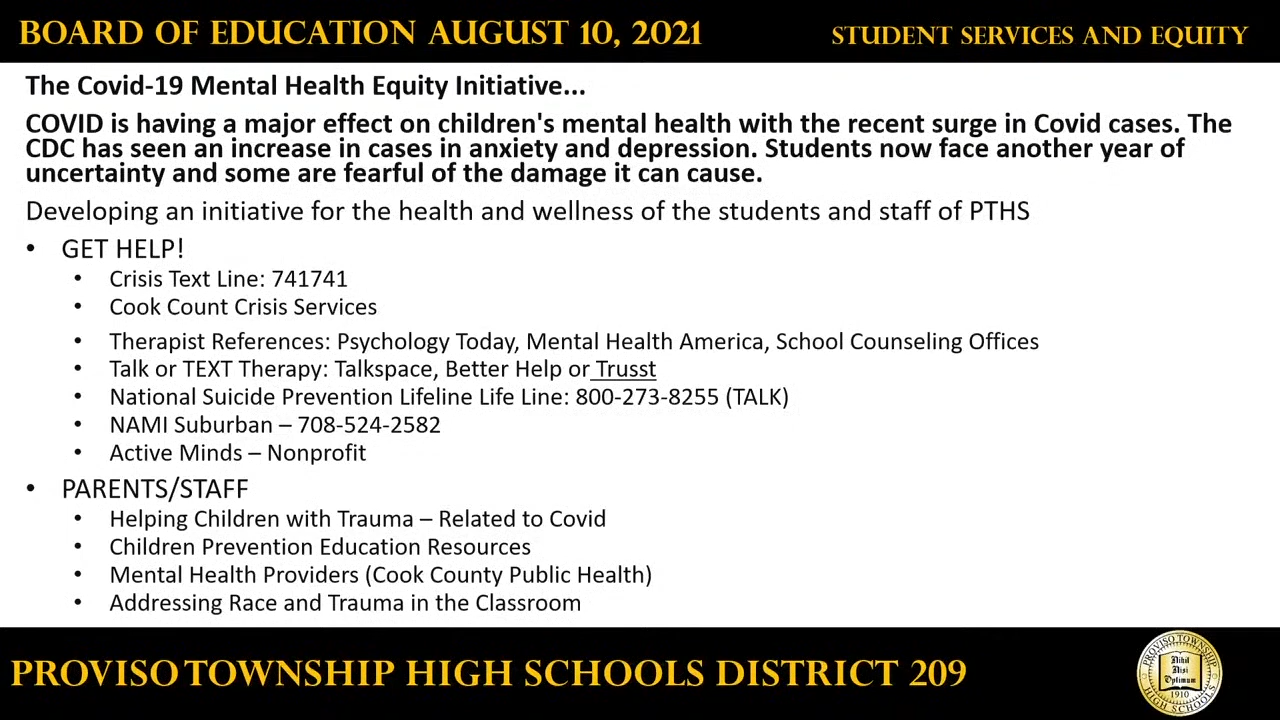 BOARD OF EDUCATION AUGUST 10, 2021
STUDENT SERVICES AND EQUITY
The Covid-19 Mental Health Equity Initiative...
COVID is having a major effect on children's mental health with the recent surge in Covid cases. The
CDC has seen an increase in cases in anxiety and depression. Students now face another year of
uncertainty and some are fearful of the damage it can cause.
Developing an initiative for the health and wellness of the students and staff of PTHS
• GET HELP!
• Crisis Text Line: 741741
• Cook Count Crisis Services
• Therapist References: Psychology Today, Mental Health America, School Counseling Offices
• Talk or TEXT Therapy: Talkspace, Better Help or Trusst
• National Suicide Prevention Lifeline Life Line: 800-273-8255 (TALK)
• NAMI Suburban – 708-524-2582
• Active Minds – Nonprofit
• PARENTS/STAFF
• Helping Children with Trauma – Related to Covid
• Children Prevention Education Resources
• Mental Health Providers (Cook County Public Health)
• Addressing Race and Trauma in the Classroom
PROVISO TOWNSHIP HIGH SCHOOLS DISTRICT 209
PROVISO TOWNSHIP
Nihil
Nisi
Optimum
1910
HIGH SCHOOLS